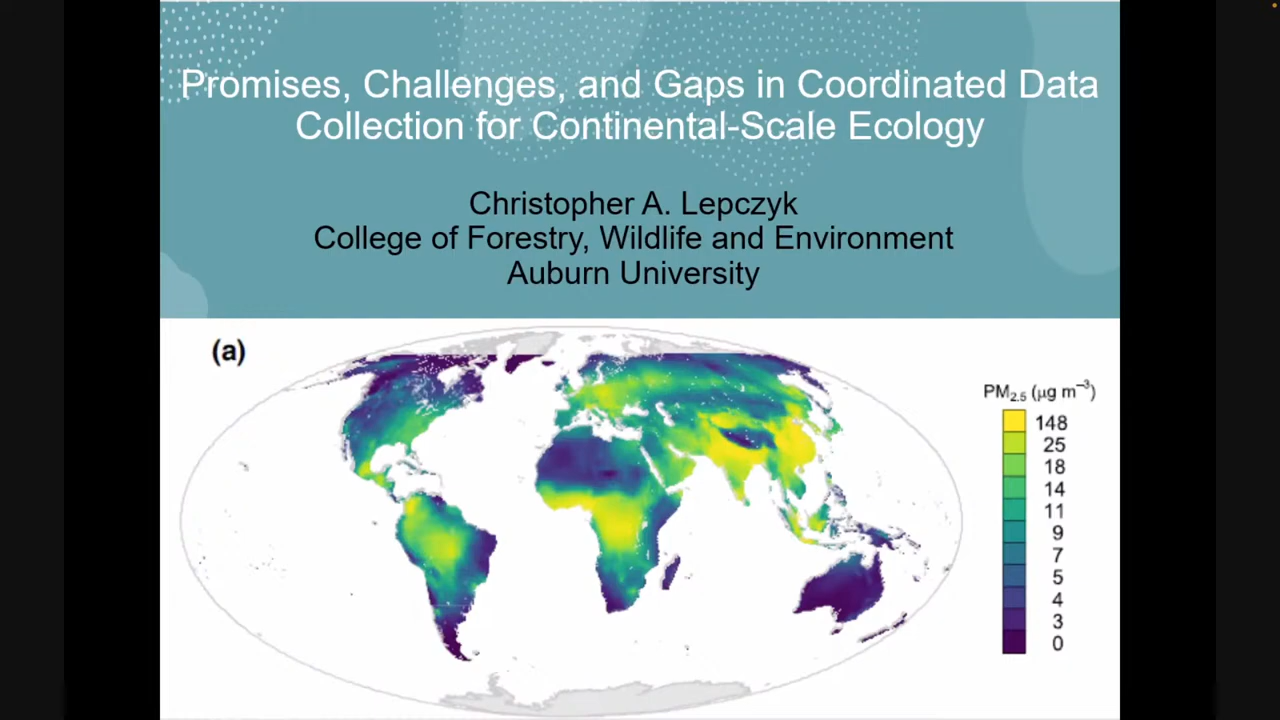 Promises, Challenges, and Gaps in Coordinated Data
Collection for Continental-Scale Ecology
Christopher A. Lepczyk
College of Forestry, Wildlife and Environment
Auburn University
(a)
PM₂.₅ (μg m⁻³)
148
25
18
14
11
9
7
5
4
3
0